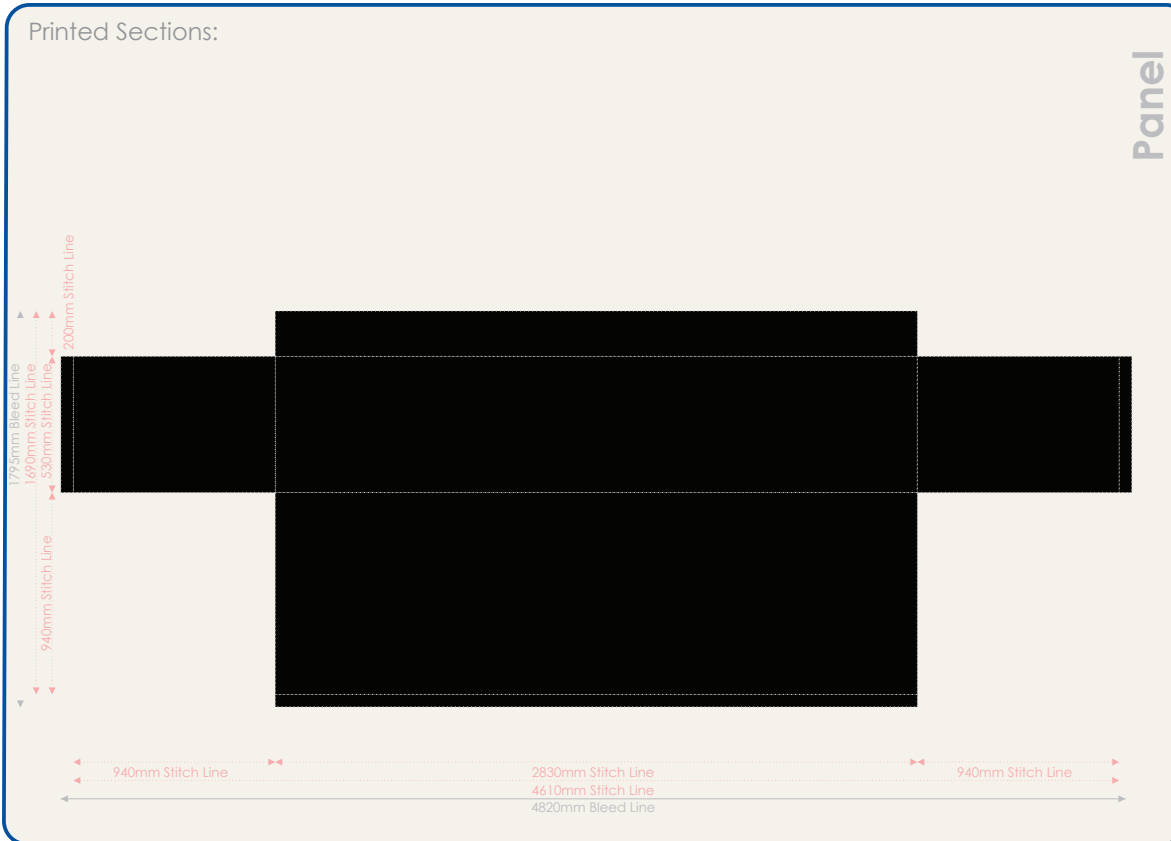 Printed Sections:
Panel
200mm Stitch Line
1795mm Bleed Line
1690mm Stitch Line
530mm Stitch Line
940mm Stitch Line
940mm Stitch Line
2830mm Stitch Line
940mm Stitch Line
4610mm Stitch Line
4820mm Bleed Line